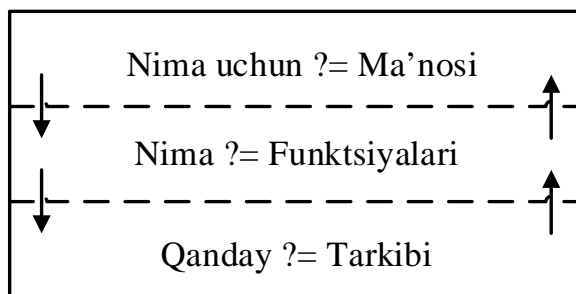 Nima uchun ?= Ma’nosi
Nima ?= Funktsiyalari
Qanday ?= Tarkibi